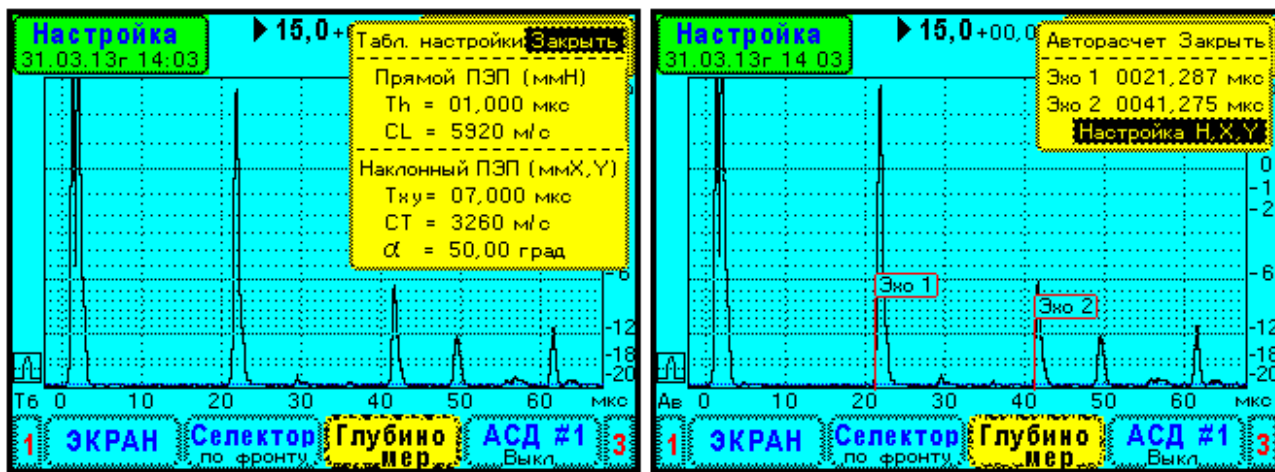 Настройка
31.03.13г 14:03
15,0+
Табл. настройки Закрыть
Прямой ПЭП (ммН)
Th = 01,000 мкс
CL = 5920 м/с
Наклонный ПЭП (ммX,Y)
Txy= 07,000 мкс
CT = 3260 м/с
α = 50,00 град
-6
-12
-18
-20
Тб 0 10 20 30 40 50 60 мкс
1 ЭКРАН Селектор по фронту Глубино мер АСД #1 Выкл 3
Настройка
31.03.13г 14 03
15,0+00,0
Авторасчет Закрыть
Эхо 1 0021,287 мкс
Эхо 2 0041,275 мкс
Настройка H,X,Y
0
-1
-2
-6
Эхо 1
Эхо 2
-12
-18
-20
Ав 0 10 20 30 40 50 60 мкс
1 ЭКРАН Селектор по фронту Глубино мер АСД #1 Выкл 3